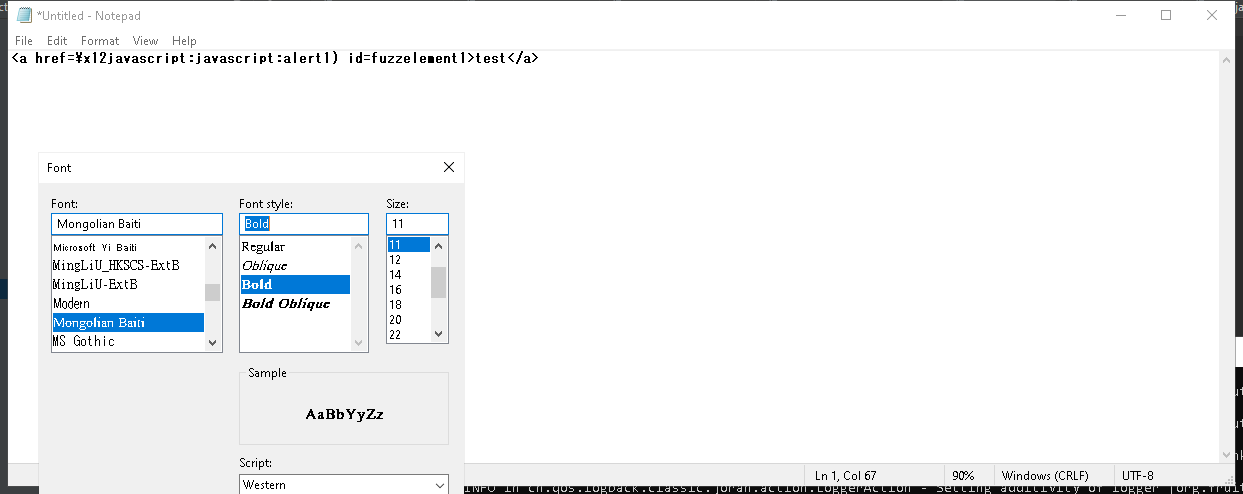 *Untitled - Notepad
File Edit Format View Help
<a href=¥x12javascript:javascript:alert1) id=fuzzelement1>test</a>
Font
Font: Font style: Size:
Mongolian Baiti Bold 11
Microsoft Yi Baiti Regular 11
MingLiU_HKSCS-ExtB Oblique 12
MingLiU-ExtB Bold 14
Modern Bold Oblique 16
Mongolian Baiti 18
MS Gothic 20
22
Sample
AaBbYyZz
Script:
Western
Ln 1, Col 67 90% Windows (CRLF) UTF-8
INFO in ch.qos.logback.classic.joran.action.LoggerAction - Setting additivity of logger